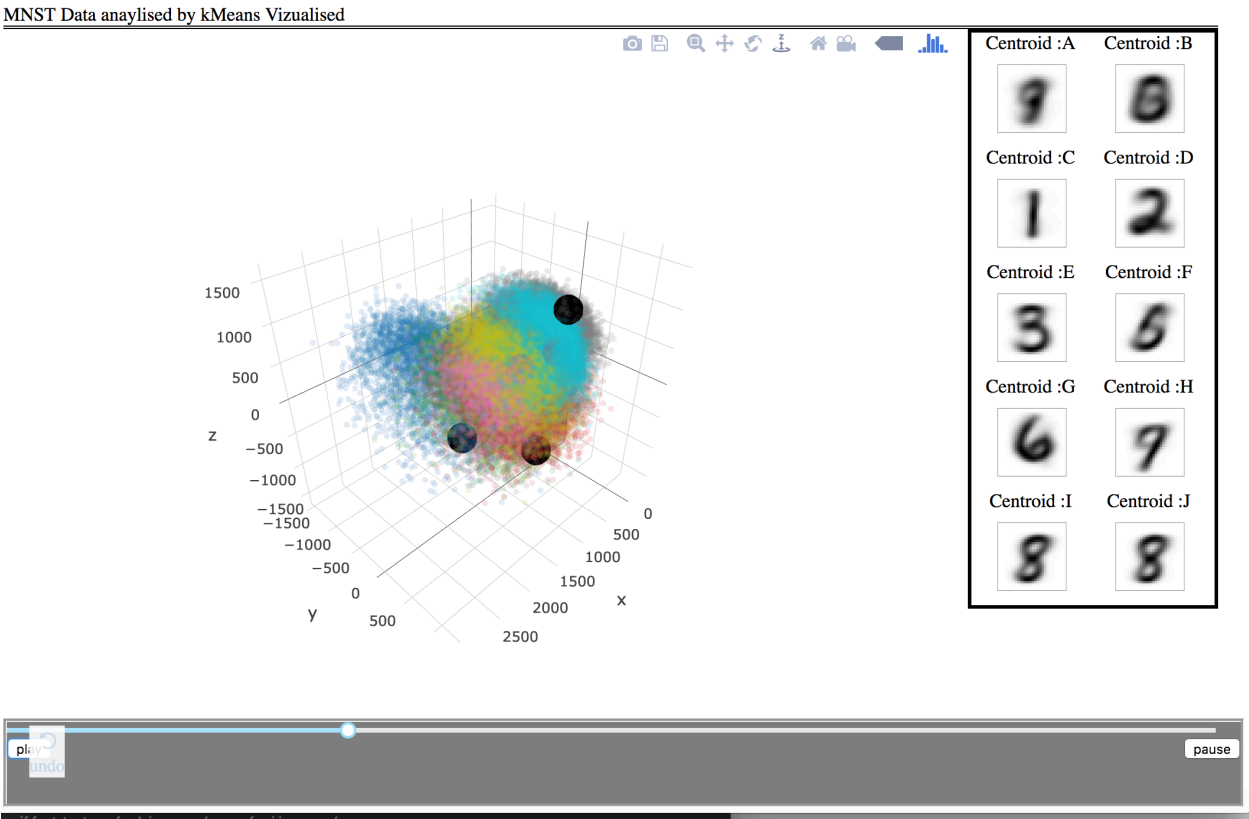 MNST Data anaylised by kMeans Vizualised
Centroid :A Centroid :B
Centroid :C Centroid :D
Centroid :E Centroid :F
Centroid :G Centroid :H
Centroid :I Centroid :J
1500
1000
500
0
−500
−1000
−1500
z
−1500
−1000
−500
0
500
y
0
500
1000
1500
2000
2500
x
play
undo
pause